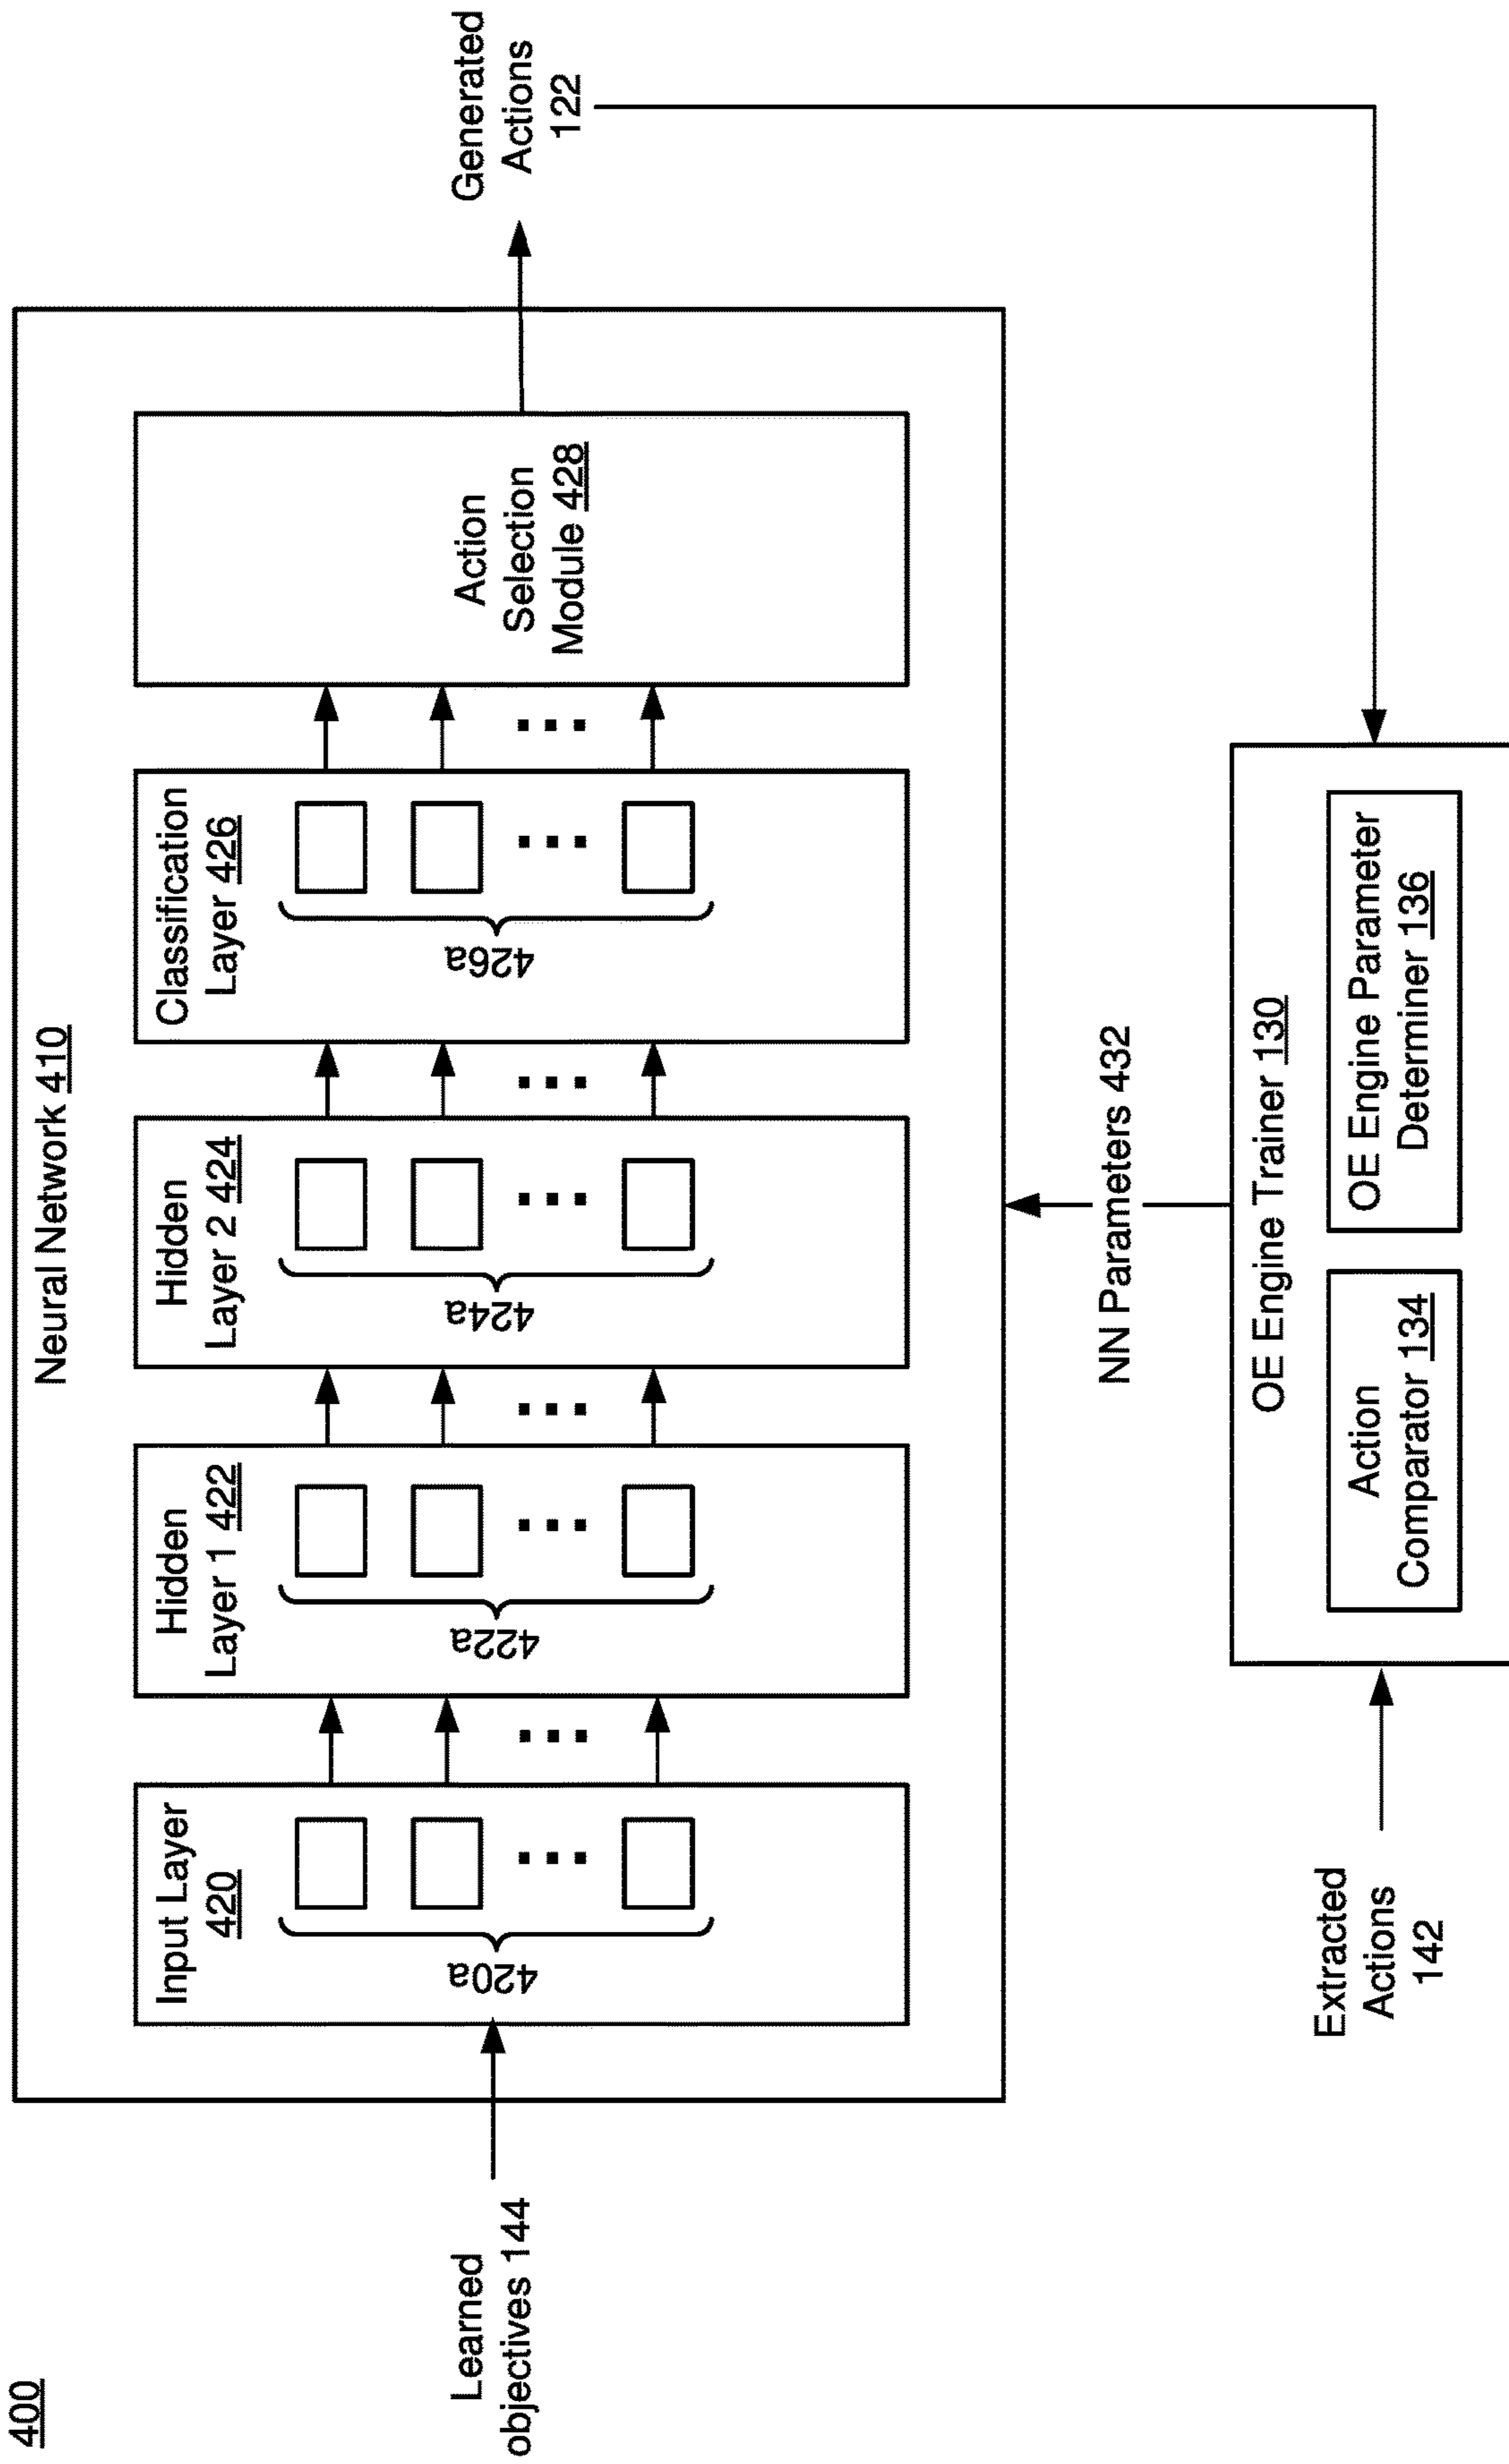 400
Neural Network 410
Learned
objectives 144
Input Layer
420
420a
Hidden
Layer 1 422
422a
Hidden
Layer 2 424
424a
Classification
Layer 426
426a
Action
Selection
Module 428
Generated
Actions
122
NN Parameters 432
OE Engine Trainer 130
Extracted
Actions
142
Action
Comparator 134
OE Engine Parameter
Determiner 136